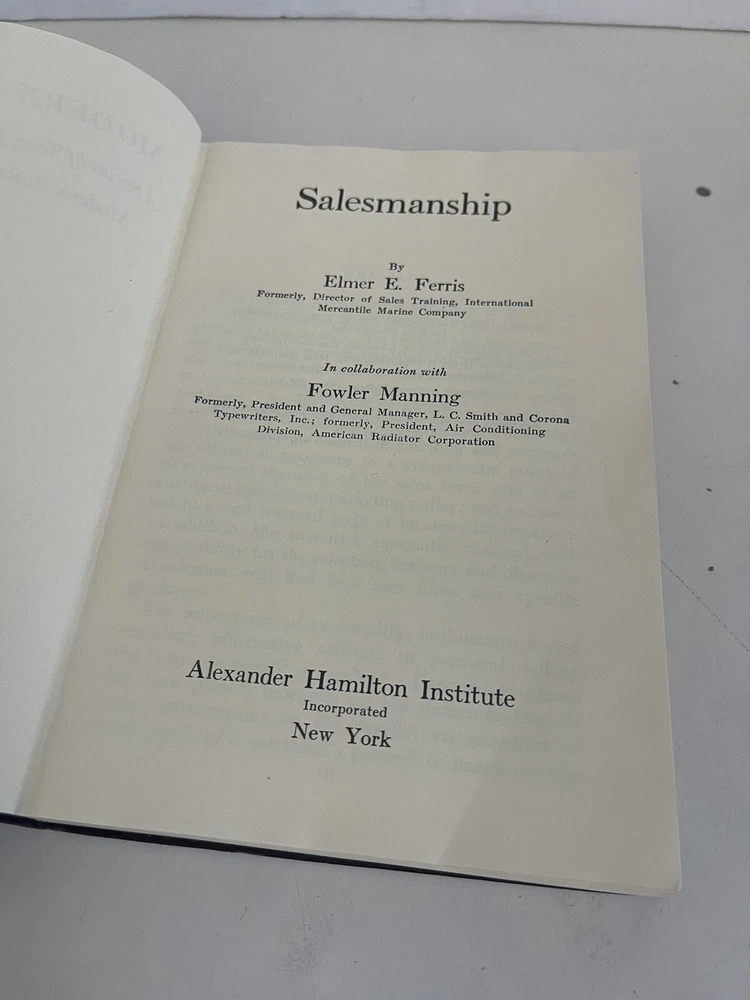 Salesmanship
By
Elmer E. Ferris
Formerly, Director of Sales Training, International
Mercantile Marine Company
In collaboration with
Fowler Manning
Formerly, President and General Manager, L. C. Smith and Corona
Typewriters, Inc.; formerly, President, Air Conditioning
Division, American Radiator Corporation
Alexander Hamilton Institute
Incorporated
New York